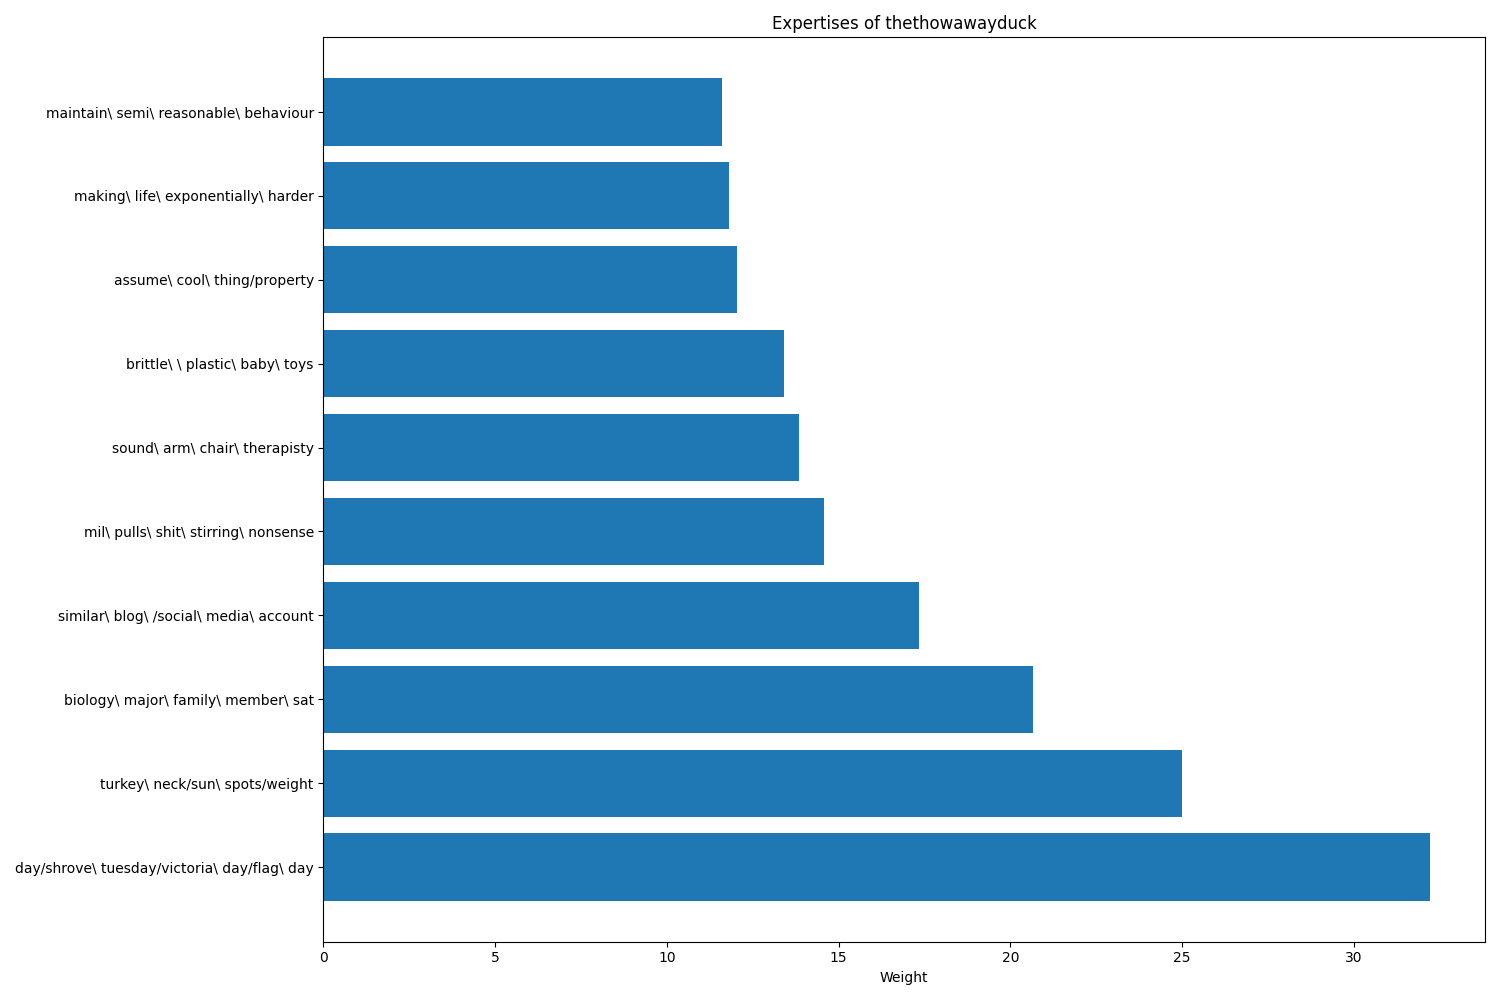 Expertises of thethowawayduck
maintain\ semi\ reasonable\ behaviour
making\ life\ exponentially\ harder
assume\ cool\ thing/property
brittle\ \ plastic\ baby\ toys
sound\ arm\ chair\ therapisty
mil\ pulls\ shit\ stirring\ nonsense
similar\ blog\ /social\ media\ account
biology\ major\ family\ member\ sat
turkey\ neck/sun\ spots/weight
day/shrove\ tuesday/victoria\ day/flag\ day
0 5 10 15 20 25 30
Weight